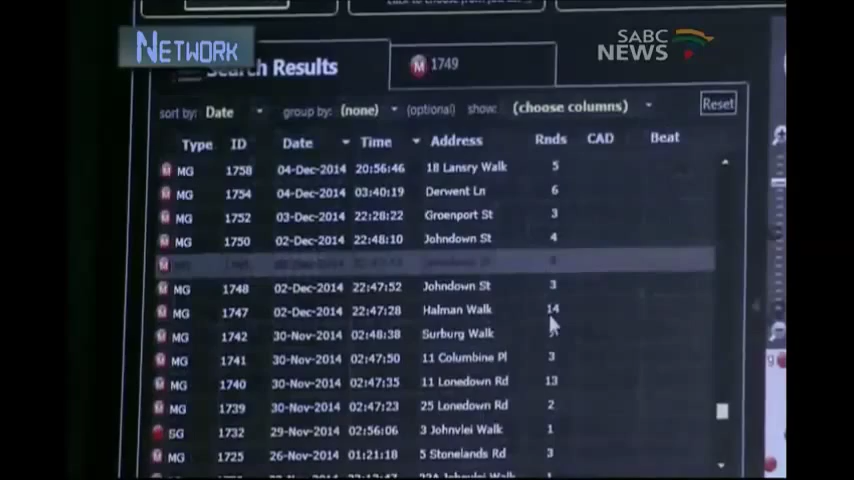 NETWORK
SABC
NEWS
Search Results
M 1749
sort by: Date group by: (none) (optional) show: (choose columns) Reset
Type ID Date Time Address Rnds CAD Beat
MG 1758 04-Dec-2014 20:56:46 18 Lansry Walk 5
MG 1754 04-Dec-2014 03:40:19 Derwent Ln 6
MG 1752 03-Dec-2014 22:28:22 Groenport St 3
MG 1750 02-Dec-2014 22:48:10 Johndown St 4
MG 1748 02-Dec-2014 22:47:52 Johndown St 3
MG 1747 02-Dec-2014 22:47:28 Halman Walk 14
MG 1742 30-Nov-2014 02:48:38 Surburg Walk
MG 1741 30-Nov-2014 02:47:50 11 Columbine Pl 3
MG 1740 30-Nov-2014 02:47:35 11 Lonedown Rd 13
MG 1739 30-Nov-2014 02:47:23 25 Lonedown Rd 2
SG 1732 29-Nov-2014 02:56:06 3 Johnvlei Walk 1
MG 1725 26-Nov-2014 01:21:18 5 Stonelands Rd 3